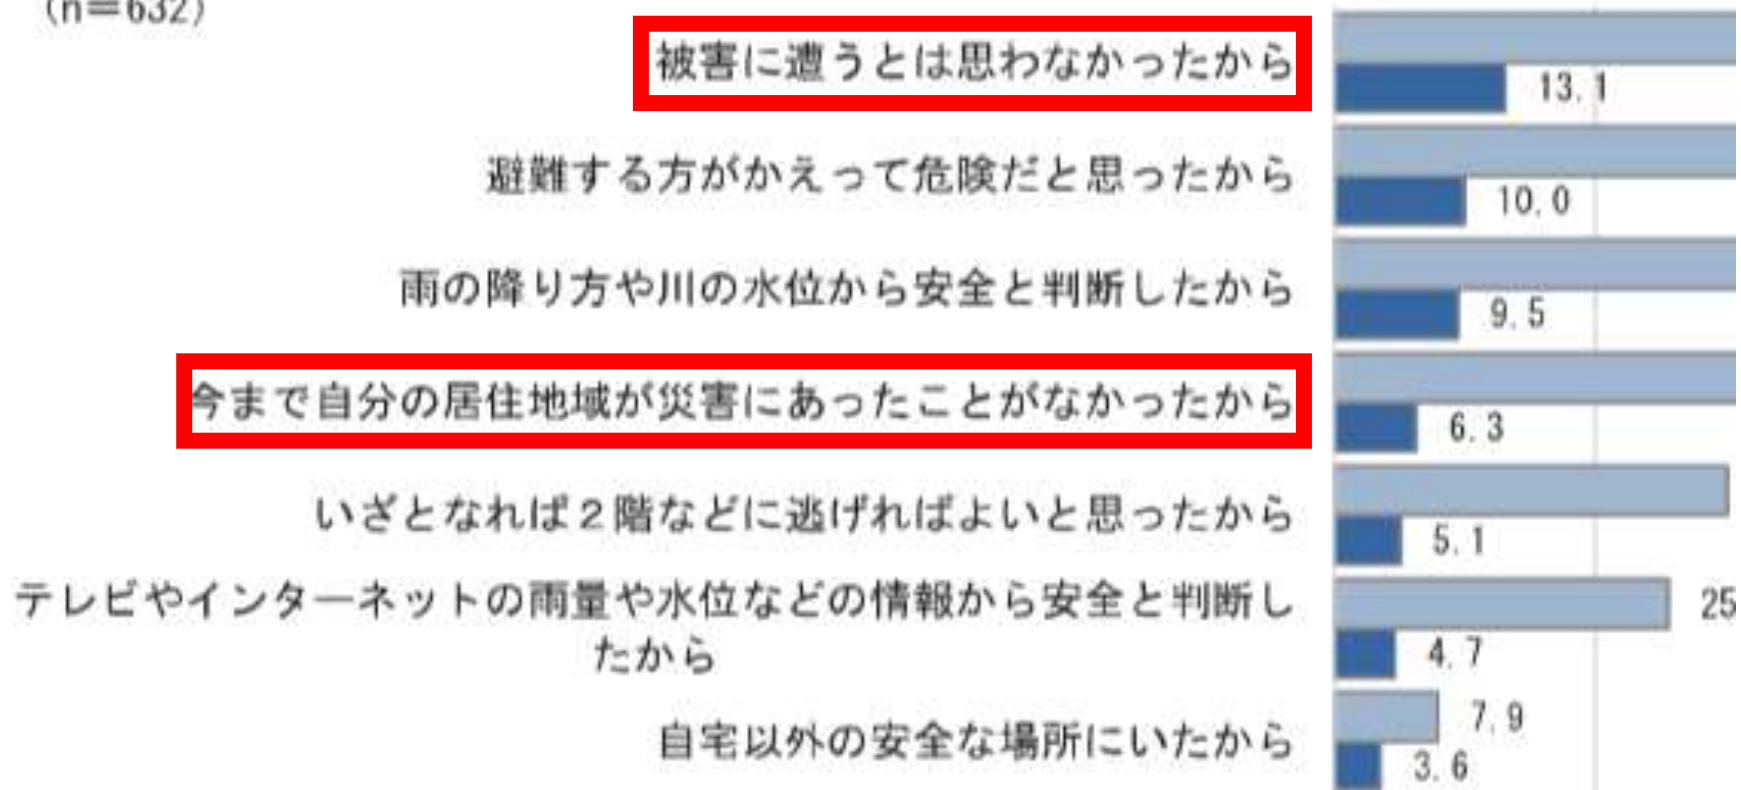 (n=632)
被害に遭うとは思わなかったから
13.1
避難する方がかえって危険だと思ったから
10.0
雨の降り方や川の水位から安全と判断したから
9.5
今まで自分の居住地域が災害にあったことがなかったから
6.3
いざとなれば２階などに逃げればよいと思ったから
5.1
テレビやインターネットの雨量や水位などの情報から安全と判断し
たから
25
4.7
自宅以外の安全な場所にいたから
7.9
3.6